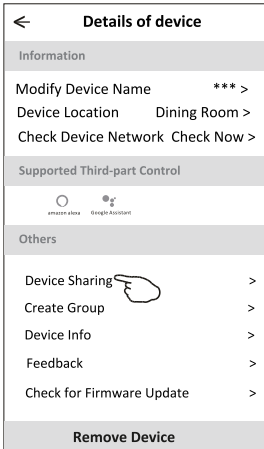 ← Details of device
Information
Modify Device Name *** >
Device Location Dining Room >
Check Device Network Check Now >
Supported Third-part Control
amazon alexa Google Assistant
Others
Device Sharing >
Create Group >
Device Info >
Feedback >
Check for Firmware Update >
Remove Device